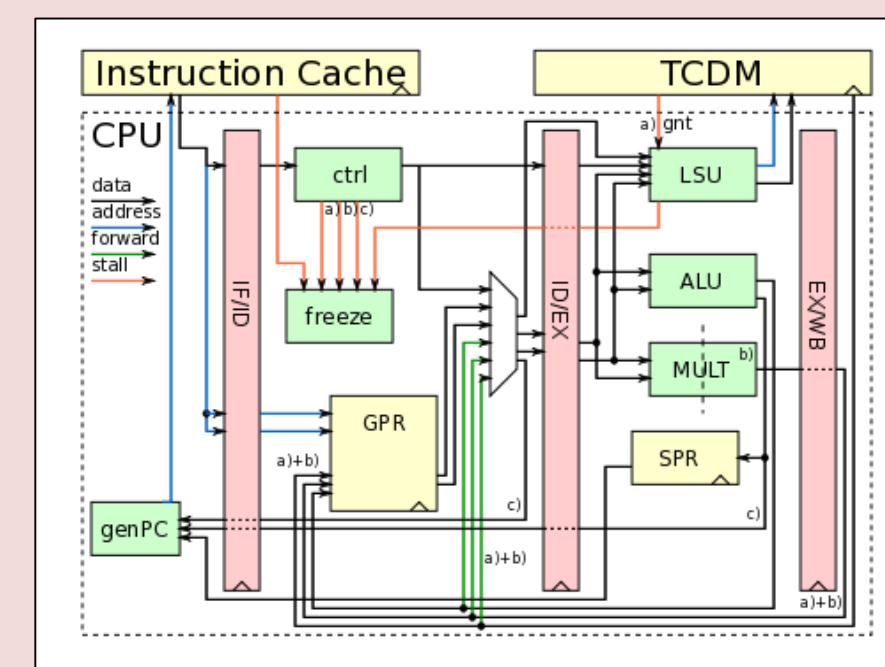 Instruction Cache
TCDM
CPU
a) gnt
data
address
forward
stall
ctrl
a) b) c)
LSU
IF/ID
ID/EX
EX/WB
freeze
ALU
MULT
b)
GPR
a)+b)
SPR
c)
c)
genPC
a)+b)
a)+b)